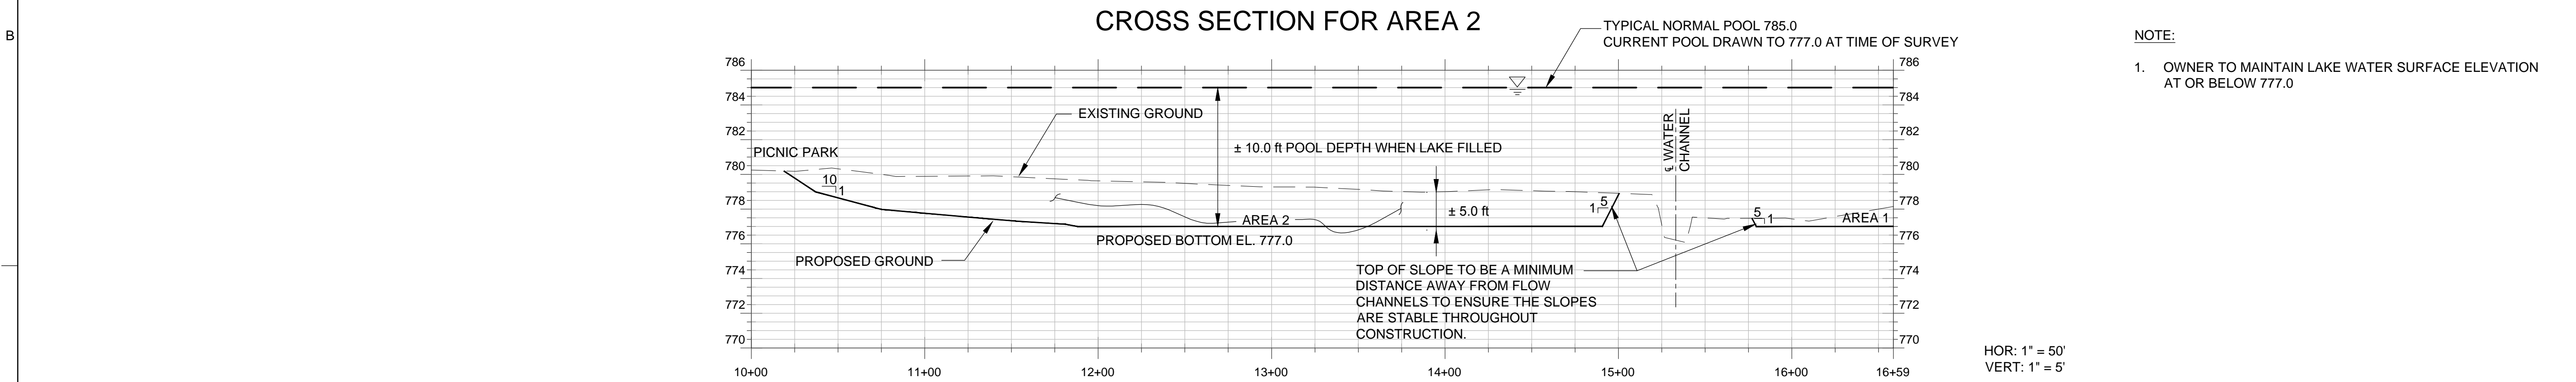 B
CROSS SECTION FOR AREA 2
TYPICAL NORMAL POOL 785.0
CURRENT POOL DRAWN TO 777.0 AT TIME OF SURVEY
NOTE:
1. OWNER TO MAINTAIN LAKE WATER SURFACE ELEVATION
AT OR BELOW 777.0
786
784
782
780
778
776
774
772
770
786
784
782
780
778
776
774
772
770
EXISTING GROUND
PICNIC PARK
10
1
± 10.0 ft POOL DEPTH WHEN LAKE FILLED
℄ WATER
CHANNEL
AREA 2
± 5.0 ft
5
1
5
1
AREA 1
PROPOSED BOTTOM EL. 777.0
PROPOSED GROUND
TOP OF SLOPE TO BE A MINIMUM
DISTANCE AWAY FROM FLOW
CHANNELS TO ENSURE THE SLOPES
ARE STABLE THROUGHOUT
CONSTRUCTION.
10+00 11+00 12+00 13+00 14+00 15+00 16+00 16+59
HOR: 1" = 50'
VERT: 1" = 5'